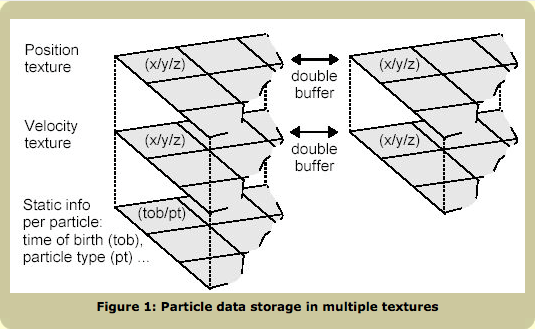 Position
texture
(x/y/z)
double
buffer
(x/y/z)
Velocity
texture
(x/y/z)
double
buffer
(x/y/z)
Static info
per particle:
time of birth (tob),
particle type (pt) ...
(tob/pt)
Figure 1: Particle data storage in multiple textures